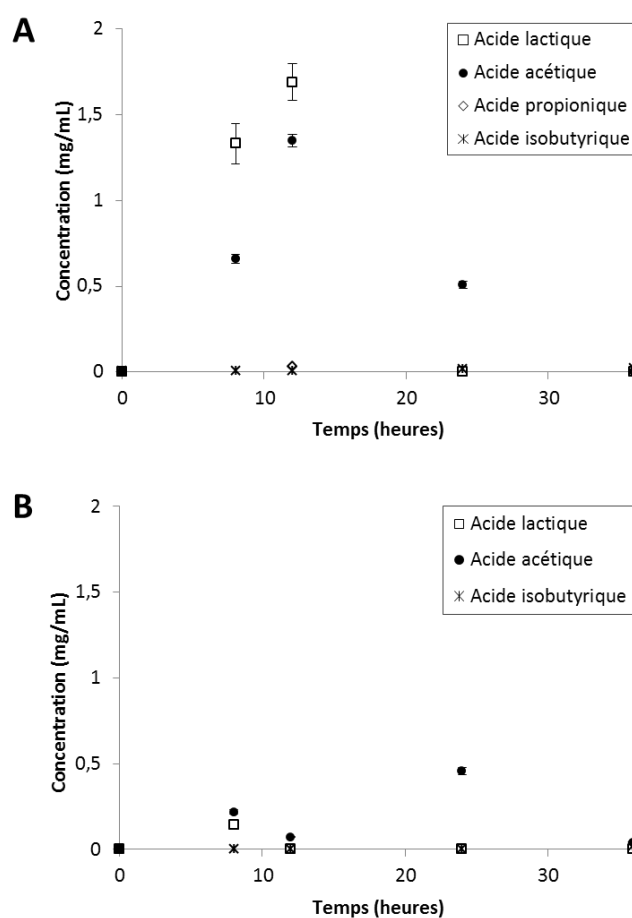 A
2
1,5
1
0,5
0
Concentration (mg/mL)
0 10 20 30
Temps (heures)
Acide lactique
Acide acétique
Acide propionique
Acide isobutyrique
B
2
1,5
1
0,5
0
Concentration (mg/mL)
0 10 20 30
Temps (heures)
Acide lactique
Acide acétique
Acide isobutyrique